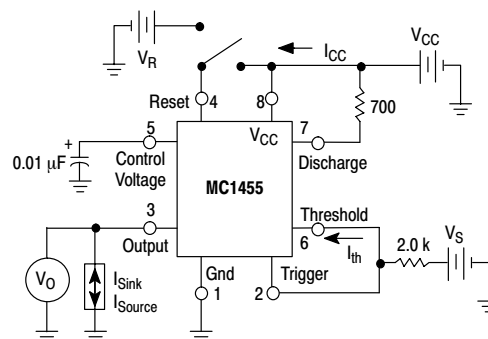 V_R
I_CC
V_CC
Reset
4
8
700
5
V_CC
7
+
0.01 μF
Control
Voltage
Discharge
MC1455
3
Threshold
Output
6
I_th
2.0 k
V_S
V_O
I_Sink
I_Source
Gnd
Trigger
1
2